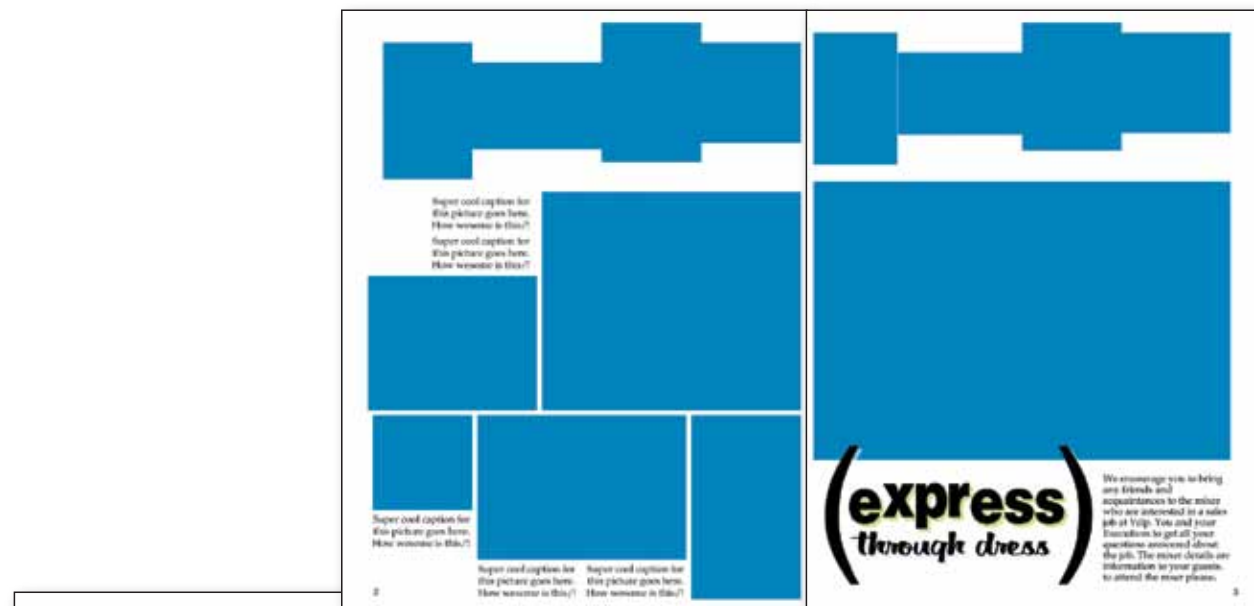 Super cool caption for
this picture goes here.
How wesome is this/?
Super cool caption for
this picture goes here.
How wesome is this/?
Super cool caption for
this picture goes here.
How wesome is this/?
Super cool caption for
this picture goes here.
How wesome is this/?
Super cool caption for
this picture goes here.
How wesome is this/?
2
(express)
through dress
We encourage you to bring
any friends and
acquaintances to the mixer
who are interested in a sales
job at Yelp. You and your
Executives to get all your
questions answered about
the job. The mixer details are
information to your guests.
to attend the mixer please.
3